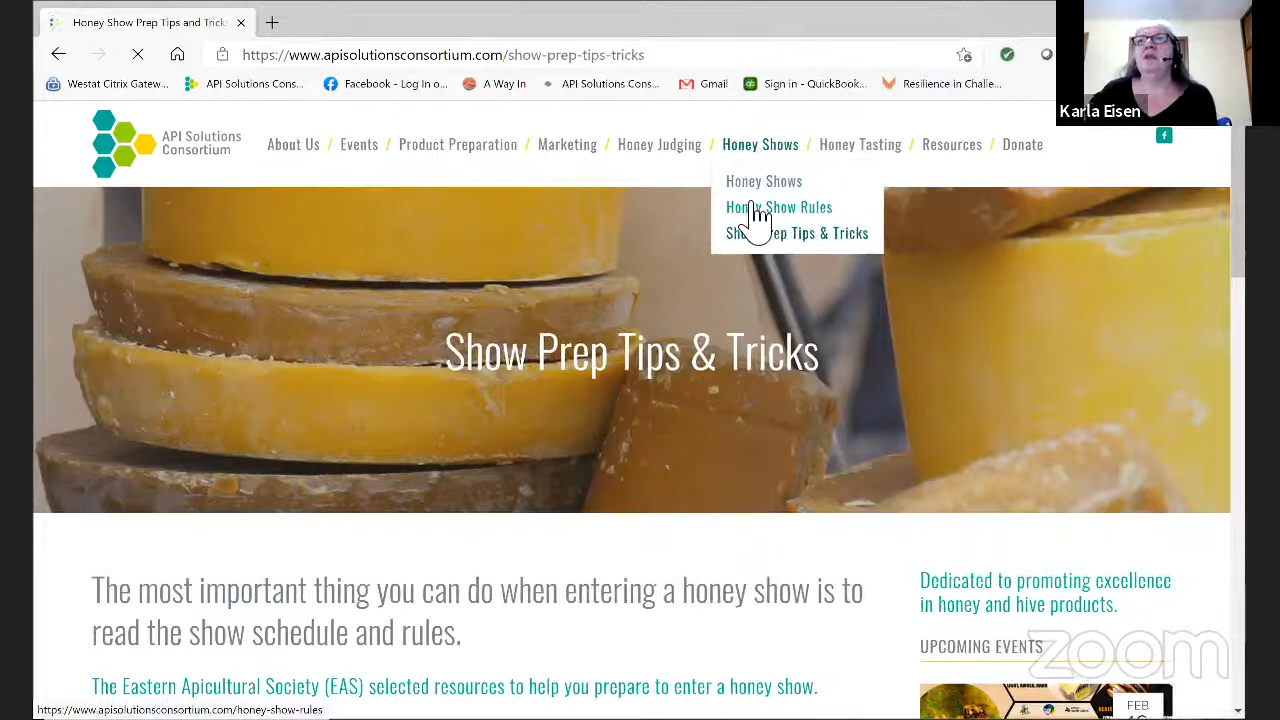 Honey Show Prep Tips and Tricks
https://www.apisolutionsconsortium.com/show-prep-tips-tricks
Westat Citrix Gatew... API Solutions Cons... Facebook - Log In o... A Way In API Solutions Cons... Gmail Sign in - QuickBook... Resilience in Challe...
Karla Eisen
API Solutions
Consortium
About Us / Events / Product Preparation / Marketing / Honey Judging / Honey Shows / Honey Tasting / Resources / Donate
Honey Shows
Honey Show Rules
Show Prep Tips & Tricks
Show Prep Tips & Tricks
The most important thing you can do when entering a honey show is to
read the show schedule and rules.
The Eastern Apicultural Society (EAS) selected resources to help you prepare to enter a honey show.
Dedicated to promoting excellence
in honey and hive products.
UPCOMING EVENTS
zoom
FEB
https://www.apisolutionsconsortium.com/honey-show-rules